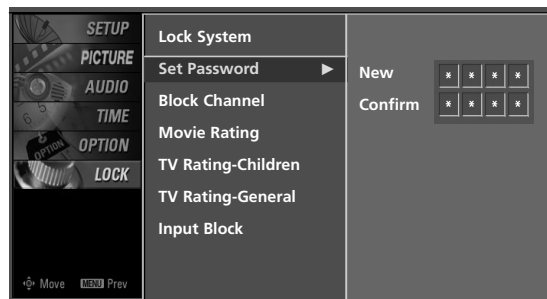 SETUP
PICTURE
AUDIO
TIME
OPTION
LOCK
Move MENU Prev
Lock System
Set Password ▶
Block Channel
Movie Rating
TV Rating-Children
TV Rating-General
Input Block
New * * * *
Confirm * * * *